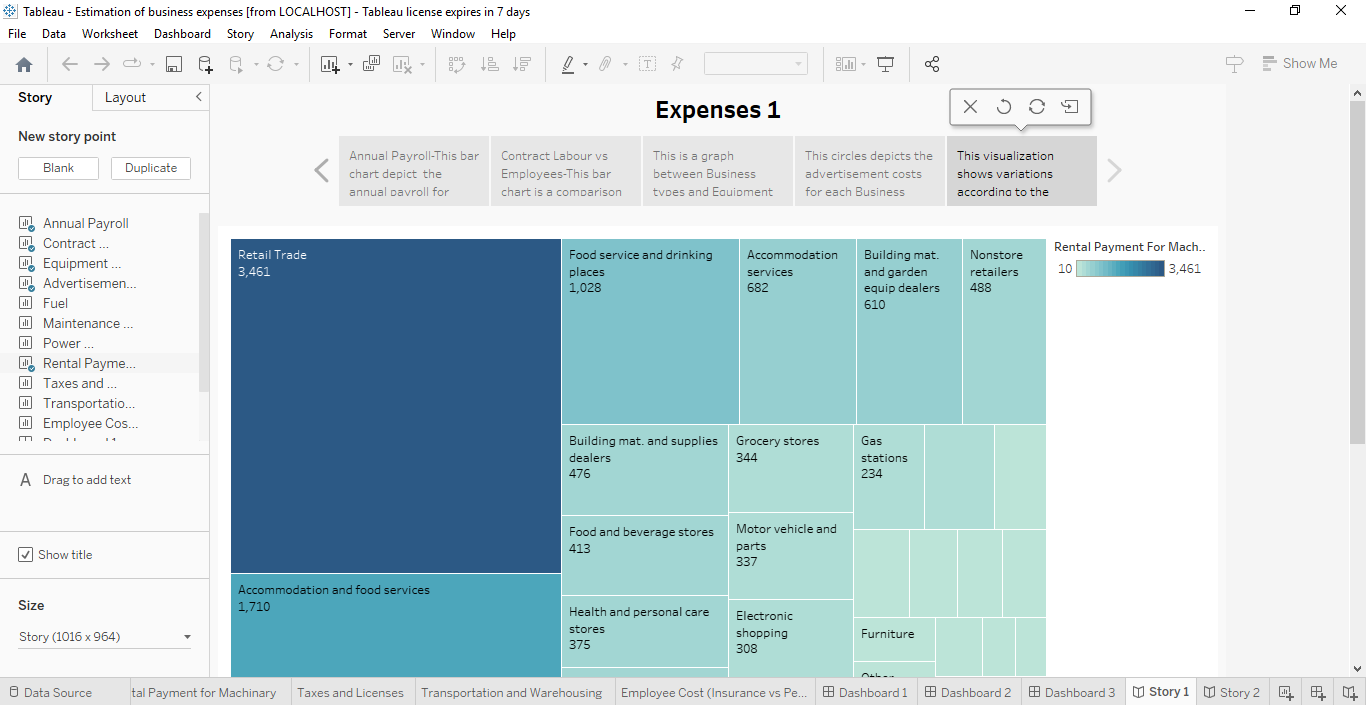 Tableau - Estimation of business expenses [from LOCALHOST] - Tableau license expires in 7 days
File Data Worksheet Dashboard Story Analysis Format Server Window Help
Show Me
Story Layout
New story point
Blank Duplicate
Annual Payroll
Contract ...
Equipment ...
Advertisemen...
Fuel
Maintenance ...
Power ...
Rental Payme...
Taxes and ...
Transportatio...
Employee Cos...
Dashboard 1
A Drag to add text
Show title
Size
Story (1016 x 964)
Expenses 1
Annual Payroll-This bar
chart depict the
annual payroll for
Contract Labour vs
Employees-This bar
chart is a comparison
This is a graph
between Business
types and Equipment
This circles depicts the
advertisement costs
for each Business
This visualization
shows variations
according to the
Retail Trade
3,461
Accommodation and food services
1,710
Food service and drinking
places
1,028
Accommodation
services
682
Building mat.
and garden
equip dealers
610
Nonstore
retailers
488
Building mat. and supplies
dealers
476
Food and beverage stores
413
Health and personal care
stores
375
Grocery stores
344
Motor vehicle and
parts
337
Electronic
shopping
308
Gas
stations
234
Furniture
Other
Rental Payment For Mach..
10 3,461
Data Source tal Payment for Machinery Taxes and Licenses Transportation and Warehousing Employee Cost (Insurance vs Pe... Dashboard 1 Dashboard 2 Dashboard 3 Story 1 Story 2